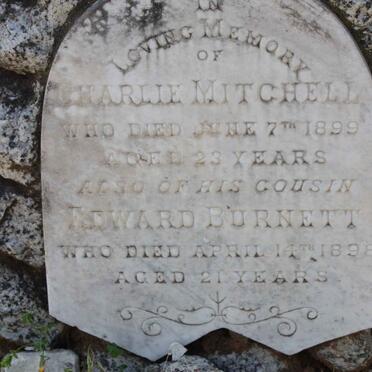 IN
LOVING MEMORY
OF
CHARLIE MITCHELL
WHO DIED JUNE 7TH 1899
AGED 23 YEARS
ALSO OF HIS COUSIN
EDWARD BURNETT
WHO DIED APRIL 14TH 1898
AGED 21 YEARS